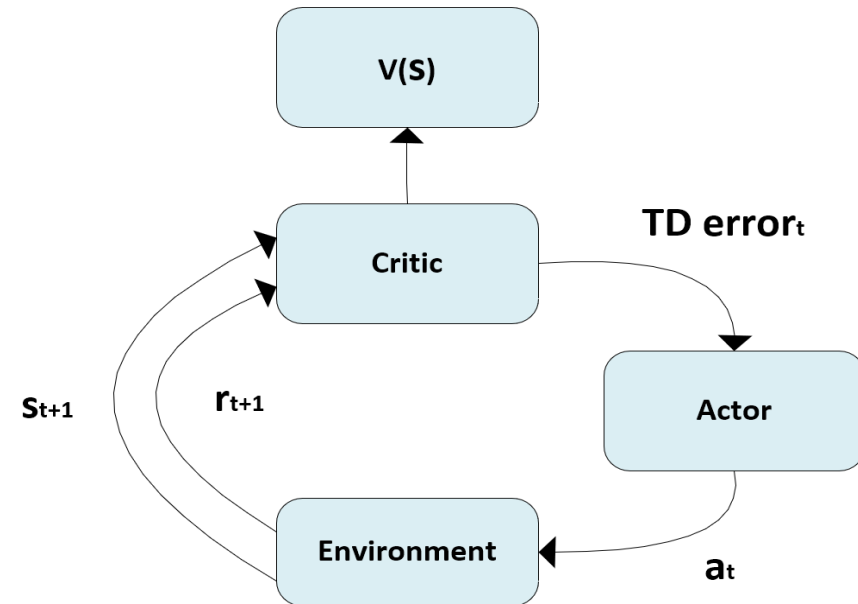 V(S)
TD errort
Critic
st+1
rt+1
Actor
Environment
at